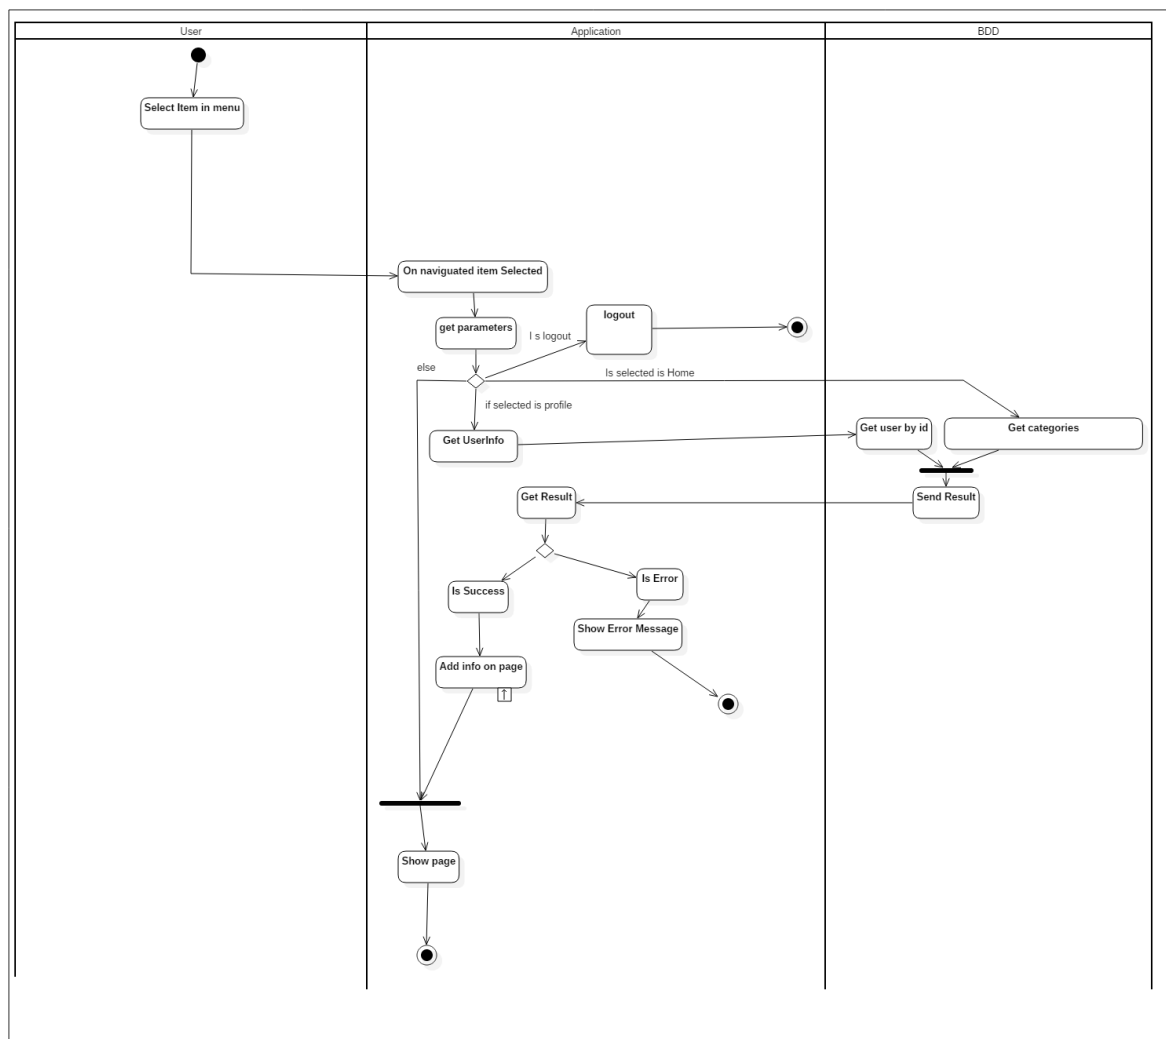 User
Application
BDD
Select Item in menu
On naviguated item Selected
get parameters
logout
I s logout
else
Is selected is Home
if selected is profile
Get UserInfo
Get user by id
Get categories
Get Result
Send Result
Is Success
Is Error
Show Error Message
Add info on page
Show page